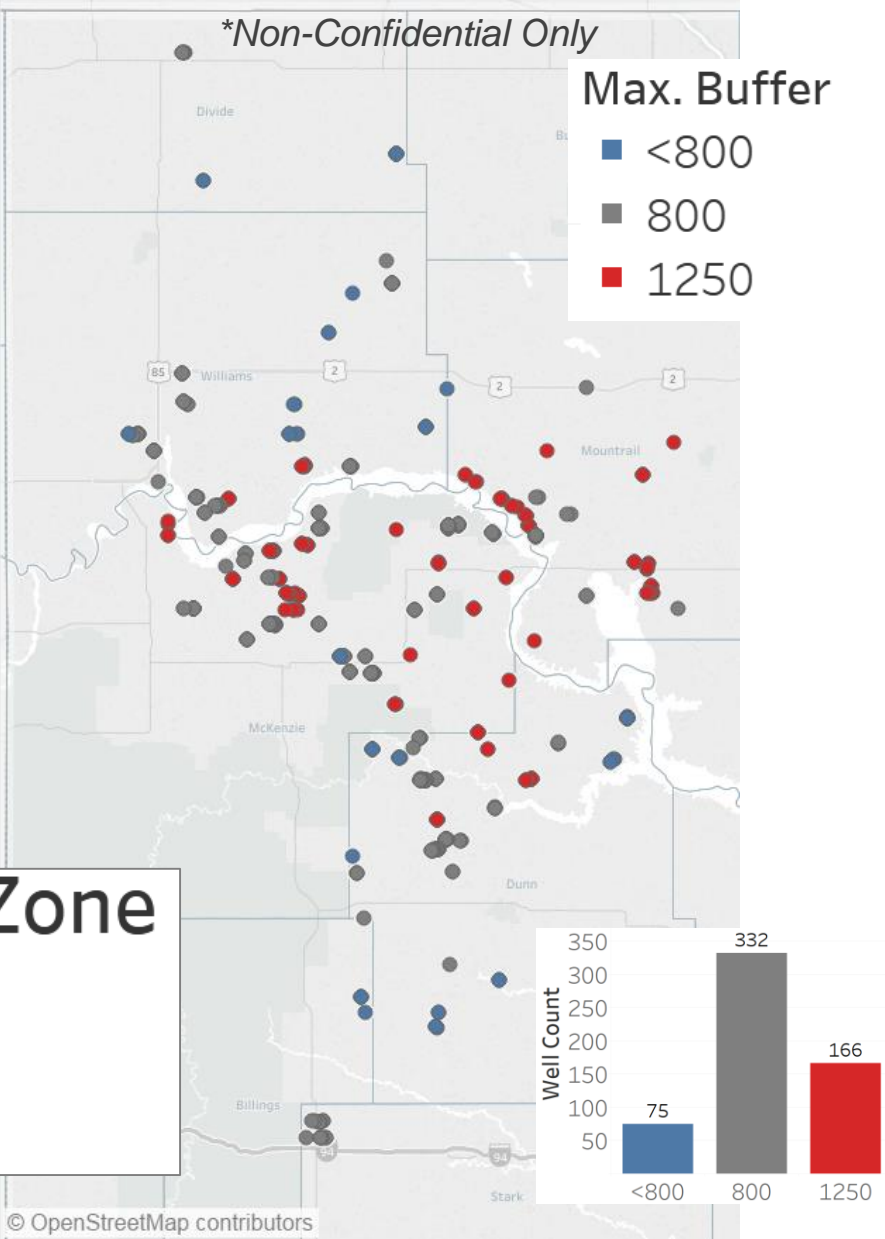 *Non-Confidential Only
Max. Buffer
<800
800
1250
Divide
Bu
85
Williams
2
2
2
Mountrail
McKenzie
Zone
Dunn
Billings
94
94
Stark
Well Count
350
300
250
200
150
100
50
75
332
166
<800
800
1250
© OpenStreetMap contributors